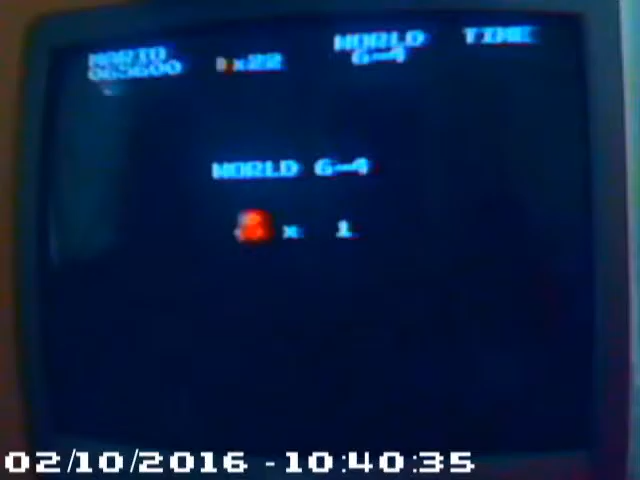 MARIO WORLD TIME
065600 x22 6-4
WORLD 6-4
x 1
02/10/2016 - 10:40:35